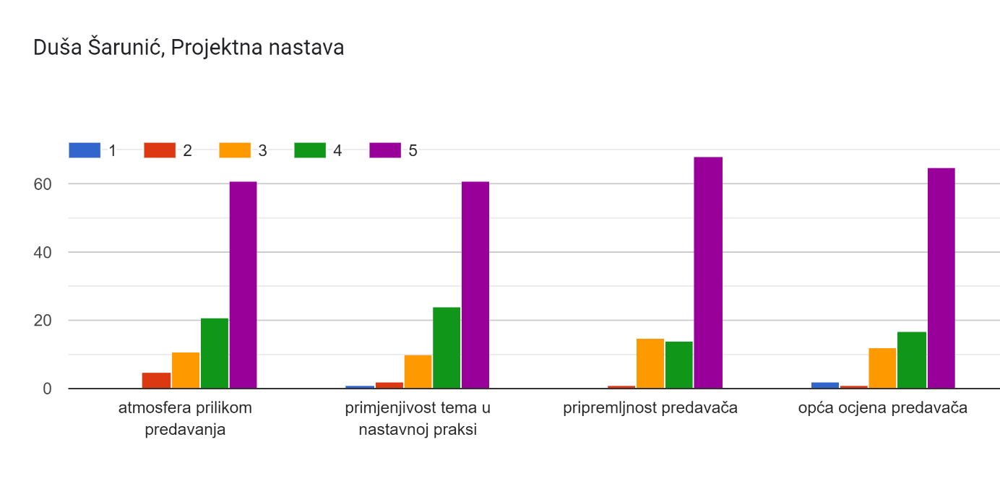 Duša Šarunić, Projektna nastava
1 2 3 4 5
60
40
20
0
atmosfera prilikom
predavanja
primjenjivost tema u
nastavnoj praksi
pripremljnost predavača
opća ocjena predavača